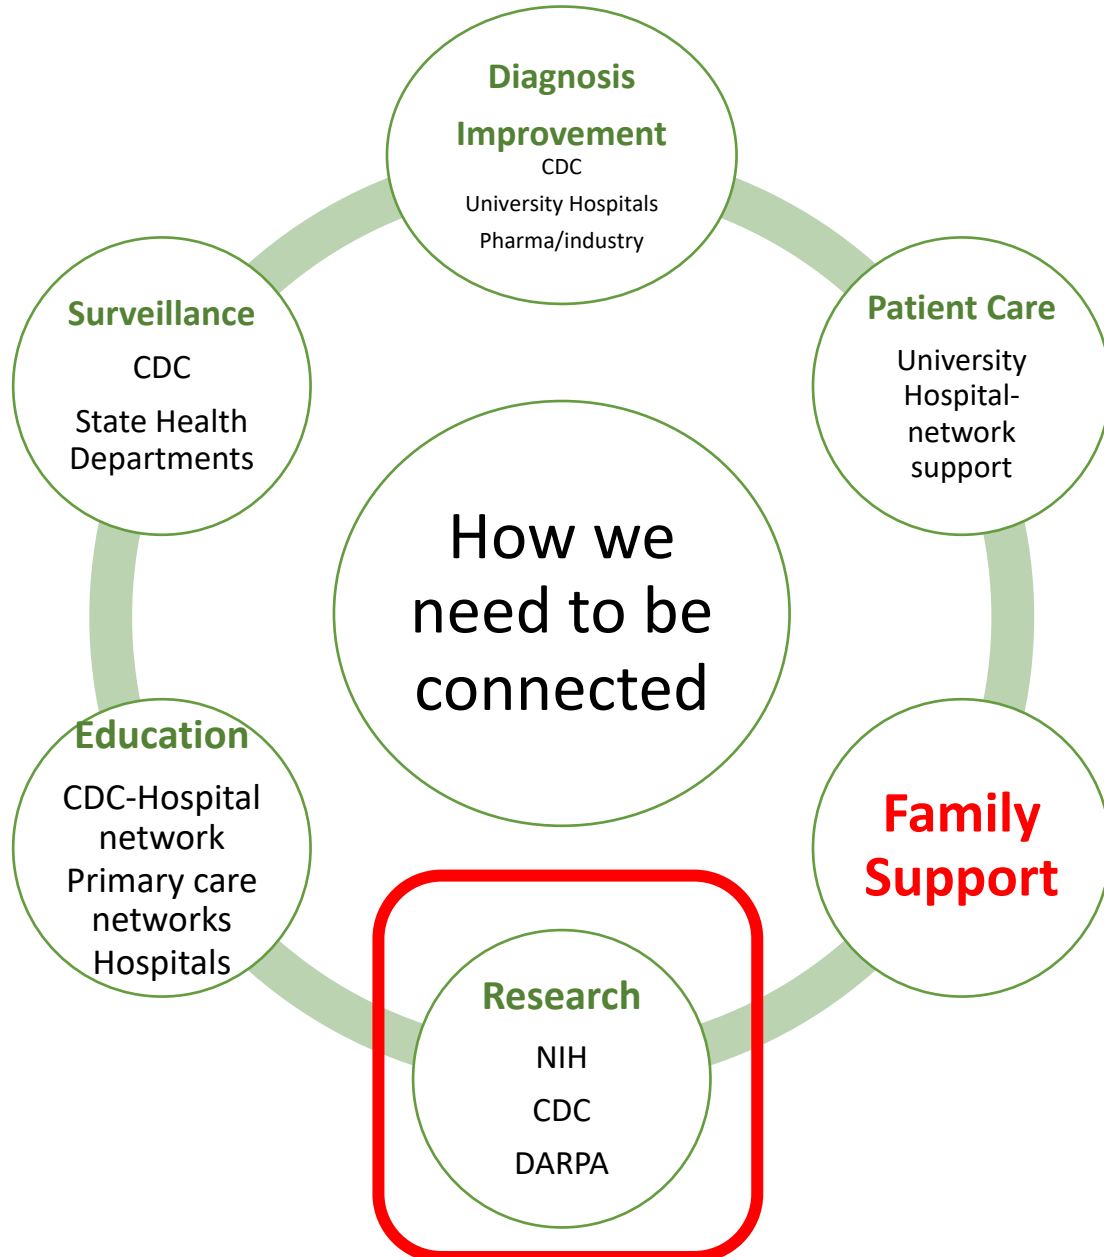 Diagnosis
Improvement
CDC
University Hospitals
Pharma/industry
Surveillance
CDC
State Health
Departments
Patient Care
University
Hospital-
network
support
How we
need to be
connected
Education
CDC-Hospital
network
Primary care
networks
Hospitals
Family
Support
Research
NIH
CDC
DARPA